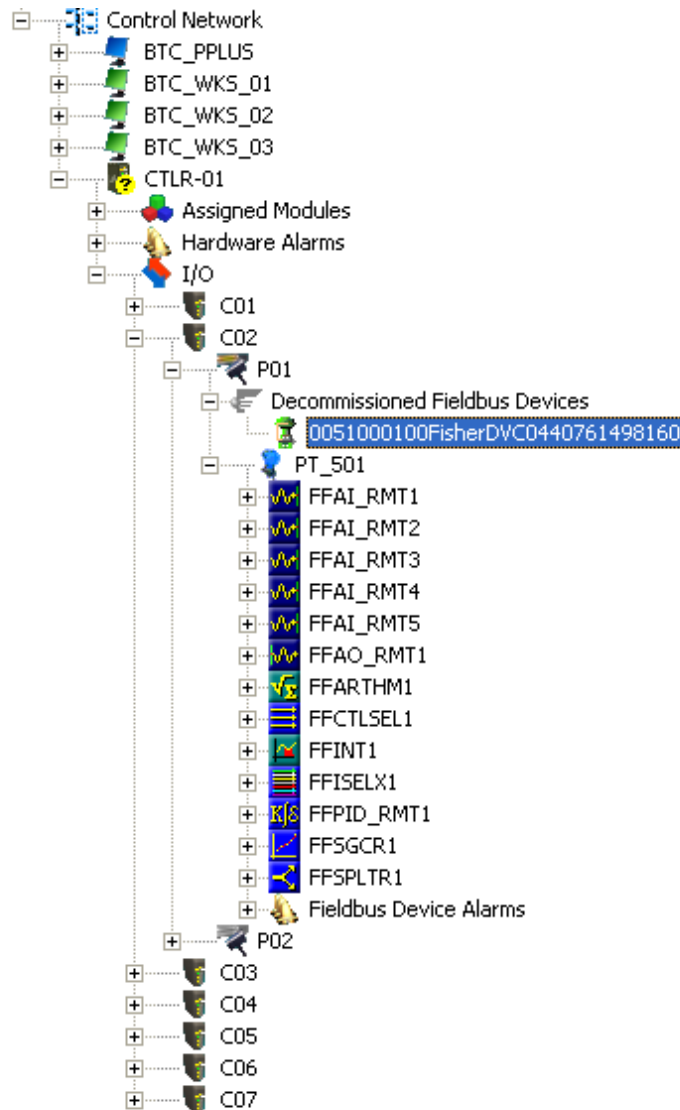 Control Network
BTC_PPLUS
BTC_WKS_01
BTC_WKS_02
BTC_WKS_03
CTLR-01
Assigned Modules
Hardware Alarms
I/O
C01
C02
P01
Decommissioned Fieldbus Devices
0051000100FisherDVC0440761498160
PT_501
FFAI_RMT1
FFAI_RMT2
FFAI_RMT3
FFAI_RMT4
FFAI_RMT5
FFAO_RMT1
FFARTHM1
FFCTLSEL1
FFINT1
FFISELX1
FFPID_RMT1
FFSGCR1
FFSPLTR1
Fieldbus Device Alarms
P02
C03
C04
C05
C06
C07